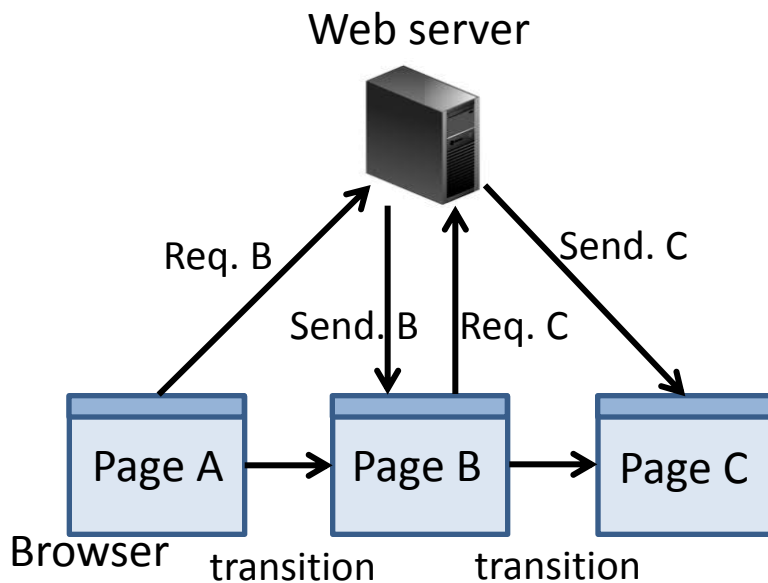 Web server
Req. B
Send. C
Send. B
Req. C
Page A
Page B
Page C
Browser
transition
transition